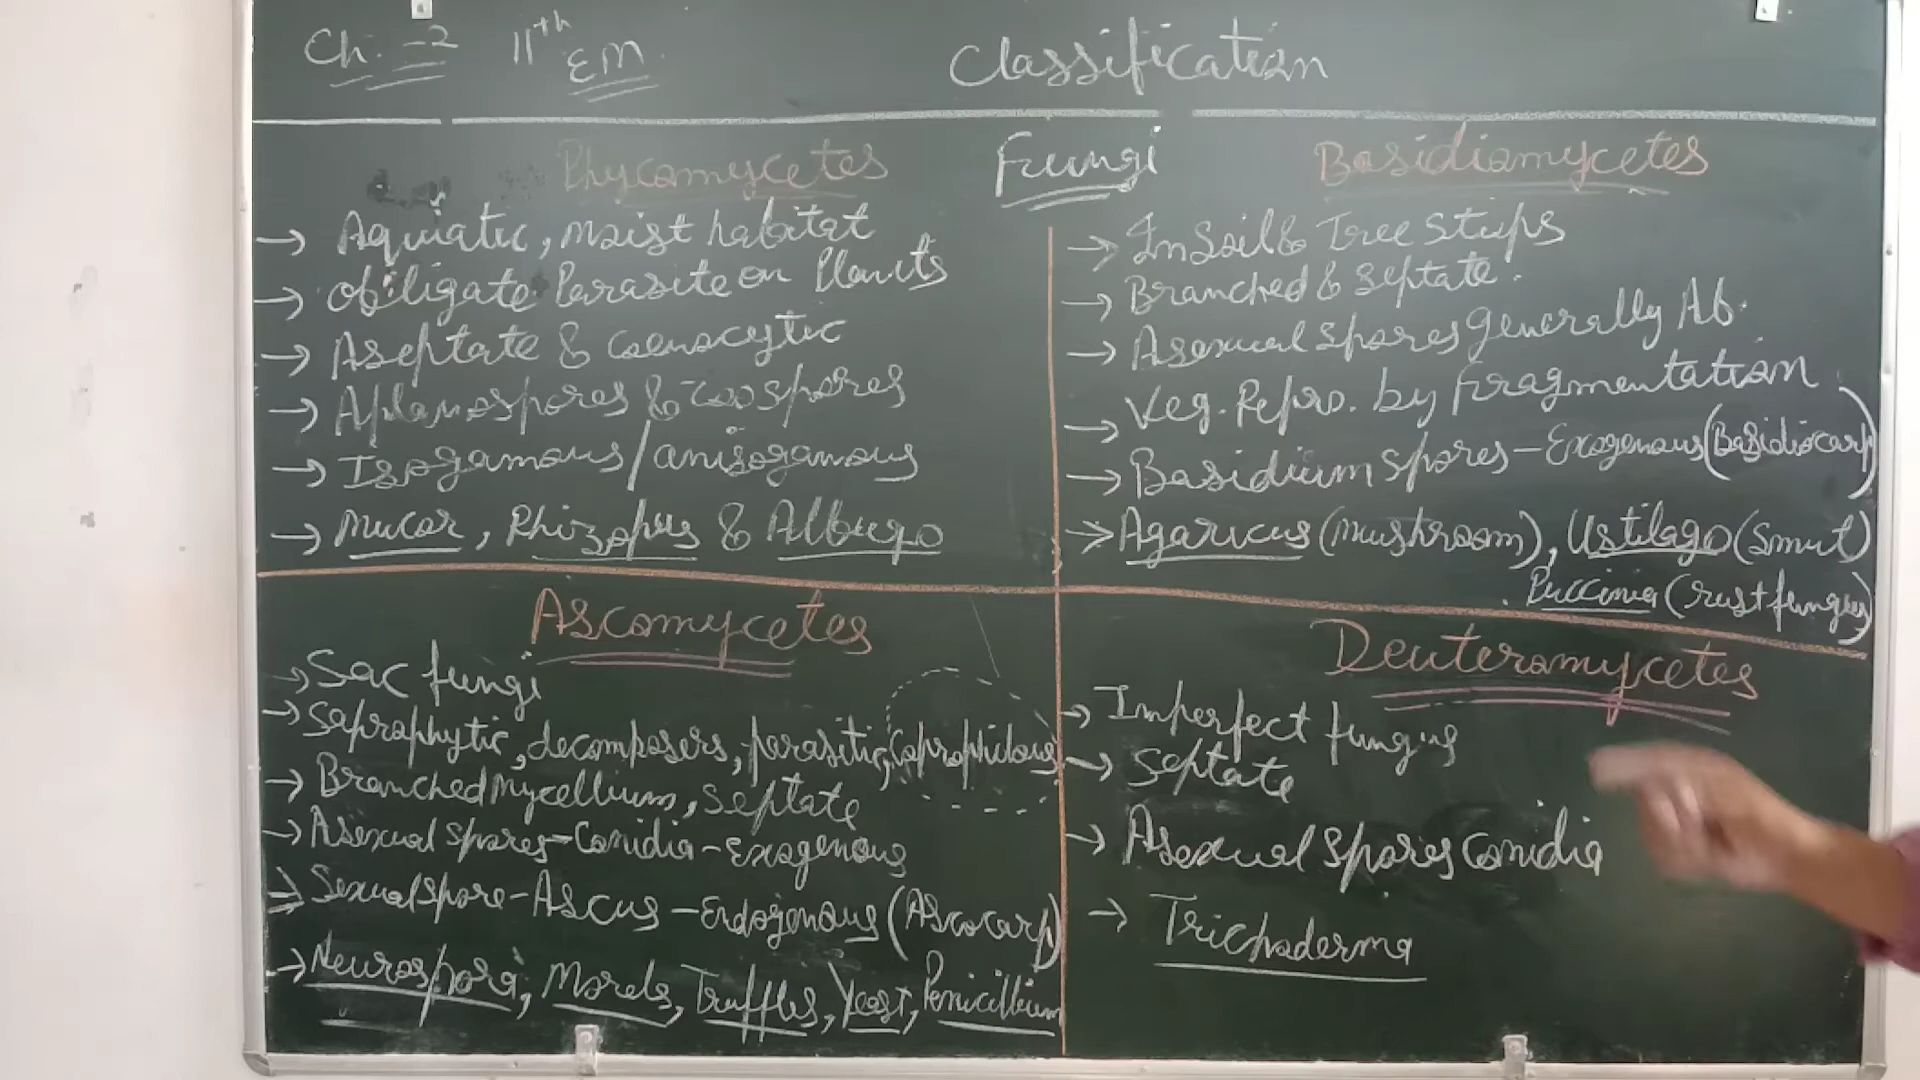 Ch. -2 11th EM
Classification
Fungi
Phycomycetes
→ Aquatic, moist habitat
→ Obligate Parasite on Plants
→ Aseptate & Coenocytic
→ Aplanospores & zoospores
→ Isogamous/anisogamous
→ Mucor, Rhizopus & Albugo
Basidiomycetes
→ In Soil & Tree Stups
→ Branched & Septate.
→ Asexual Spores generally Ab.
→ Veg. Repro. by fragmentation
→ Basidium Spores - Exogenous (Basidiocarp)
→ Agaricus (mushroom), Ustilago (Smut)
Puccinia (rust fungus)
Ascomycetes
→ Sac fungi
→ Saprophytic, decomposers, parasitic, Coprophilous
→ Branched Mycellium, Septate
→ Asexual Spores - Conidia - Exogenous
→ Sexual Spore - Ascus - Endogenous (Ascocarp)
→ Neurospora, Morels, Truffles, Yeast, Penicillium
Deuteromycetes
→ Imperfect fungus
→ Septate
→ Asexual Spores Conidia
→ Trichoderma